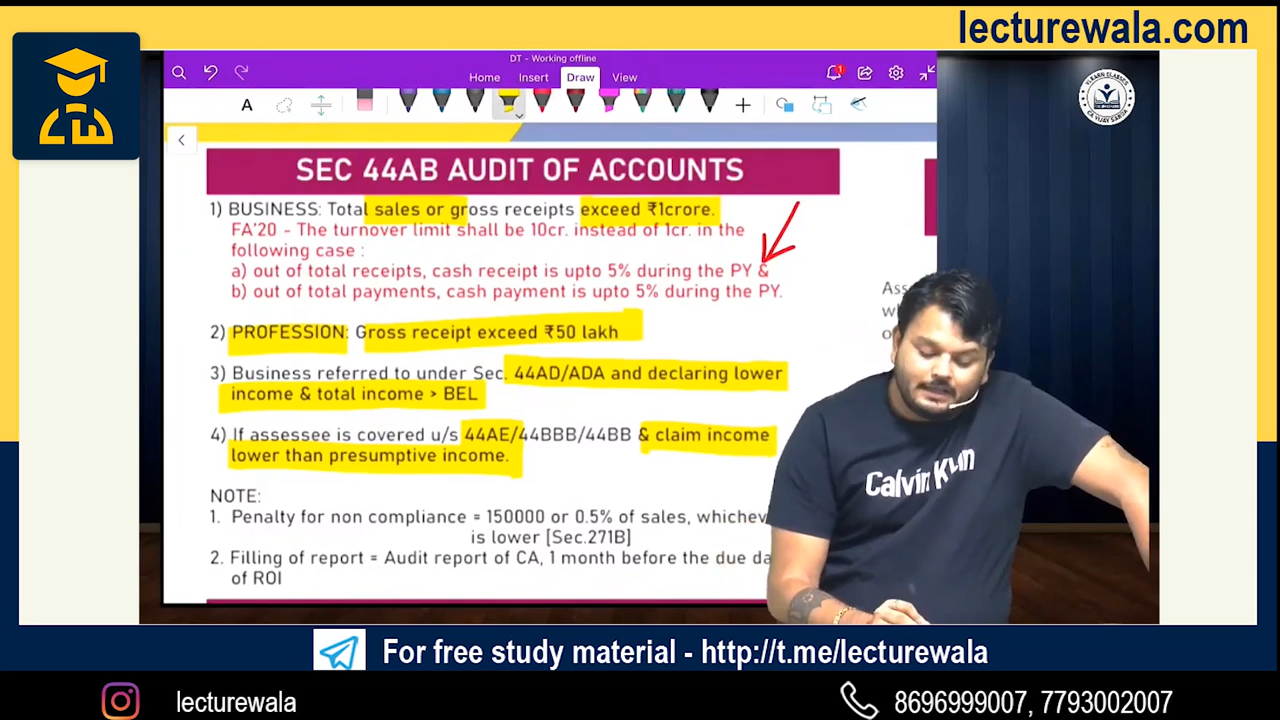 lecturewala.com
DT - Working offline
Home Insert Draw View
A
SEC 44AB AUDIT OF ACCOUNTS
1) BUSINESS: Total sales or gross receipts exceed ₹1crore.
FA'20 - The turnover limit shall be 10cr. instead of 1cr. in the
following case :
a) out of total receipts, cash receipt is upto 5% during the PY &
b) out of total payments, cash payment is upto 5% during the PY.
2) PROFESSION: Gross receipt exceed ₹50 lakh
3) Business referred to under Sec. 44AD/ADA and declaring lower
income & total income > BEL
4) If assessee is covered u/s 44AE/44BBB/44BB & claim income
lower than presumptive income.
NOTE:
1. Penalty for non compliance = 150000 or 0.5% of sales, whichev
is lower [Sec.271B]
2. Filling of report = Audit report of CA, 1 month before the due da
of ROI
Calvin Klein
For free study material - http://t.me/lecturewala
lecturewala
8696999007, 7793002007